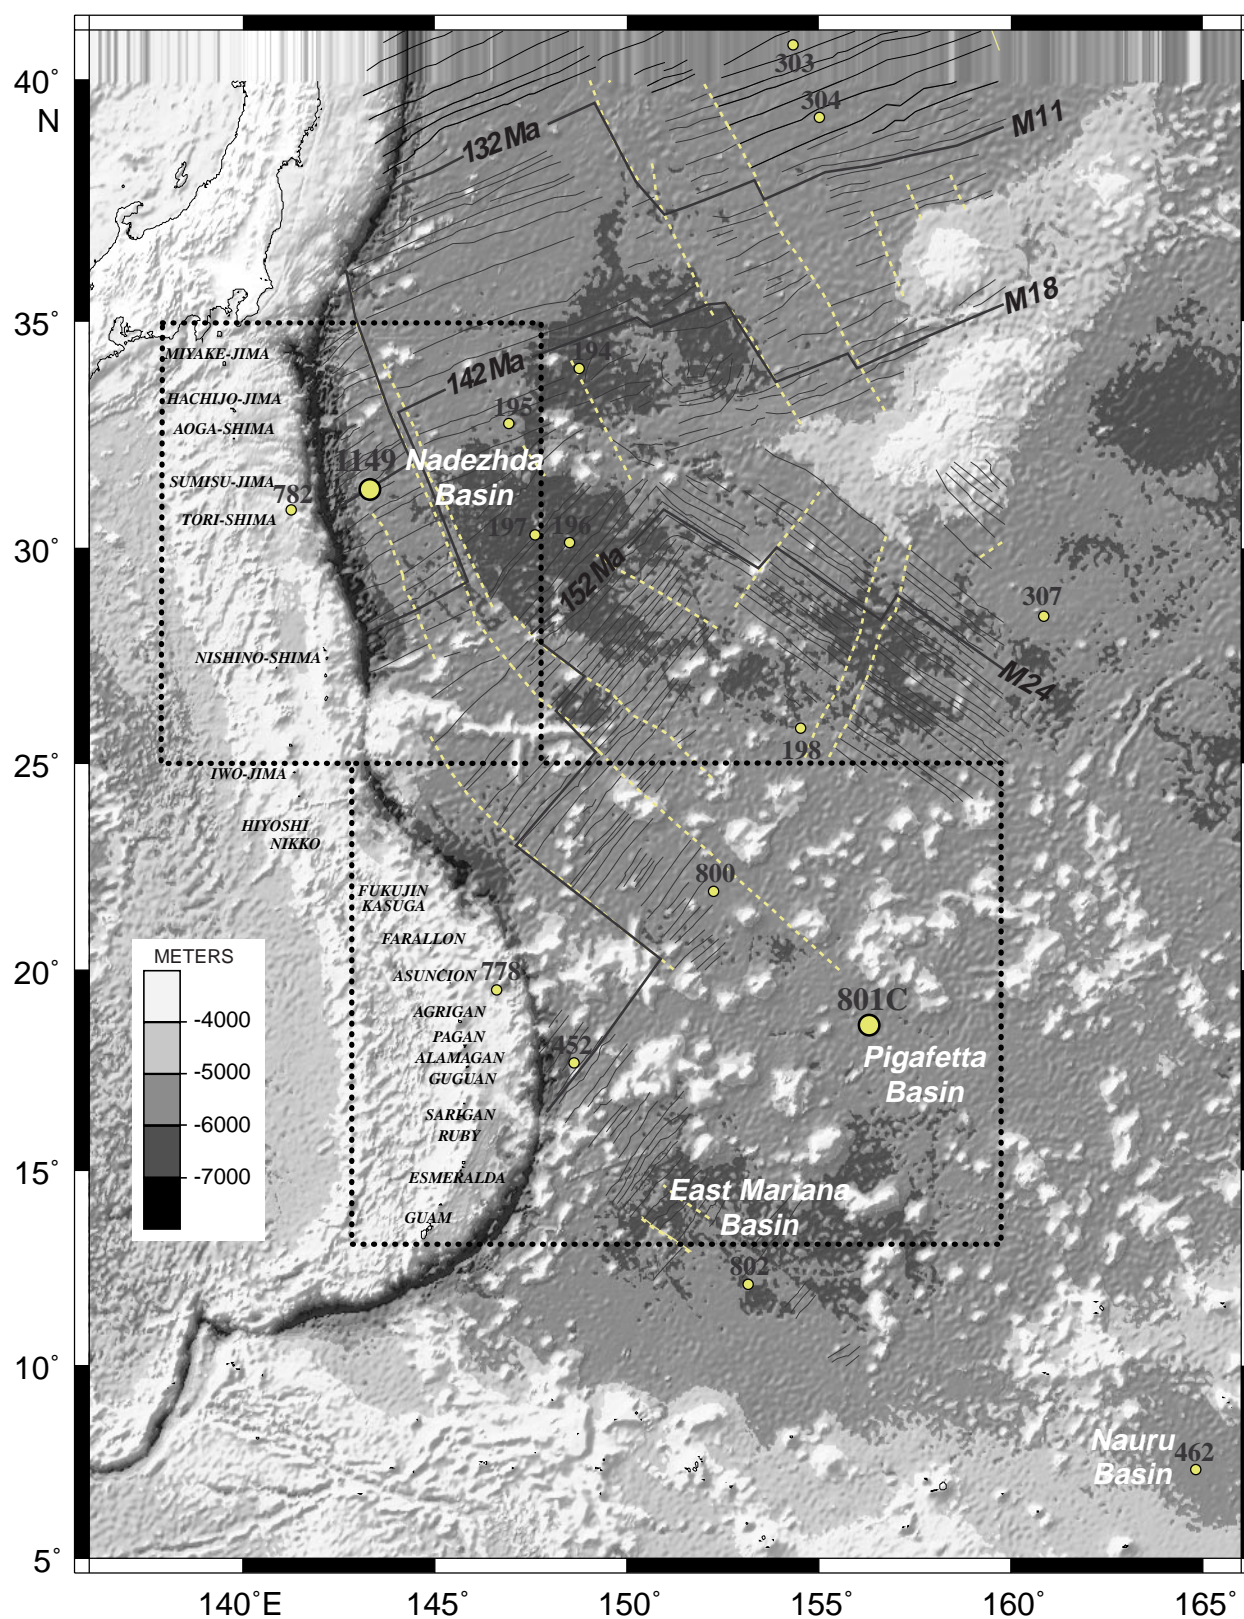 303
40°
N
304
132 Ma
M11
M18
35°
MIYAKE-JIMA
194
142 Ma
HACHIJO-JIMA
195
AOGA-SHIMA
1149
Nadezhda
Basin
SUMISU-JIMA
782
TORI-SHIMA
197
196
30°
152 Ma
307
NISHINO-SHIMA
M24
198
25°
IWO-JIMA
HIYOSHI
NIKKO
800
FUKUJIN
KASUGA
FARALLON
METERS
20°
ASUNCION
778
801C
AGRIGAN
-4000
PAGAN
452
Pigafetta
Basin
ALAMAGAN
-5000
GUGUAN
SARIGAN
-6000
RUBY
15°
-7000
ESMERALDA
East Mariana
Basin
GUAM
802
10°
Nauru
Basin
462
5°
140°E
145°
150°
155°
160°
165°